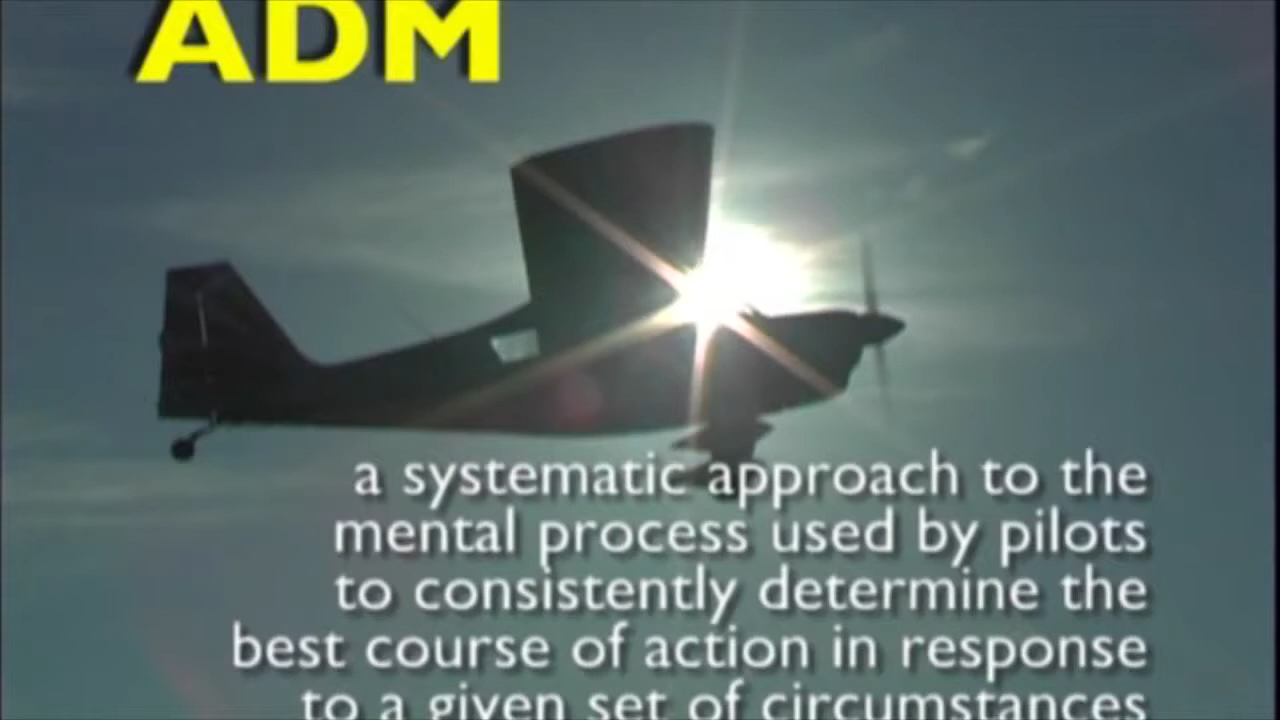 ADM
a systematic approach to the
mental process used by pilots
to consistently determine the
best course of action in response
to a given set of circumstances